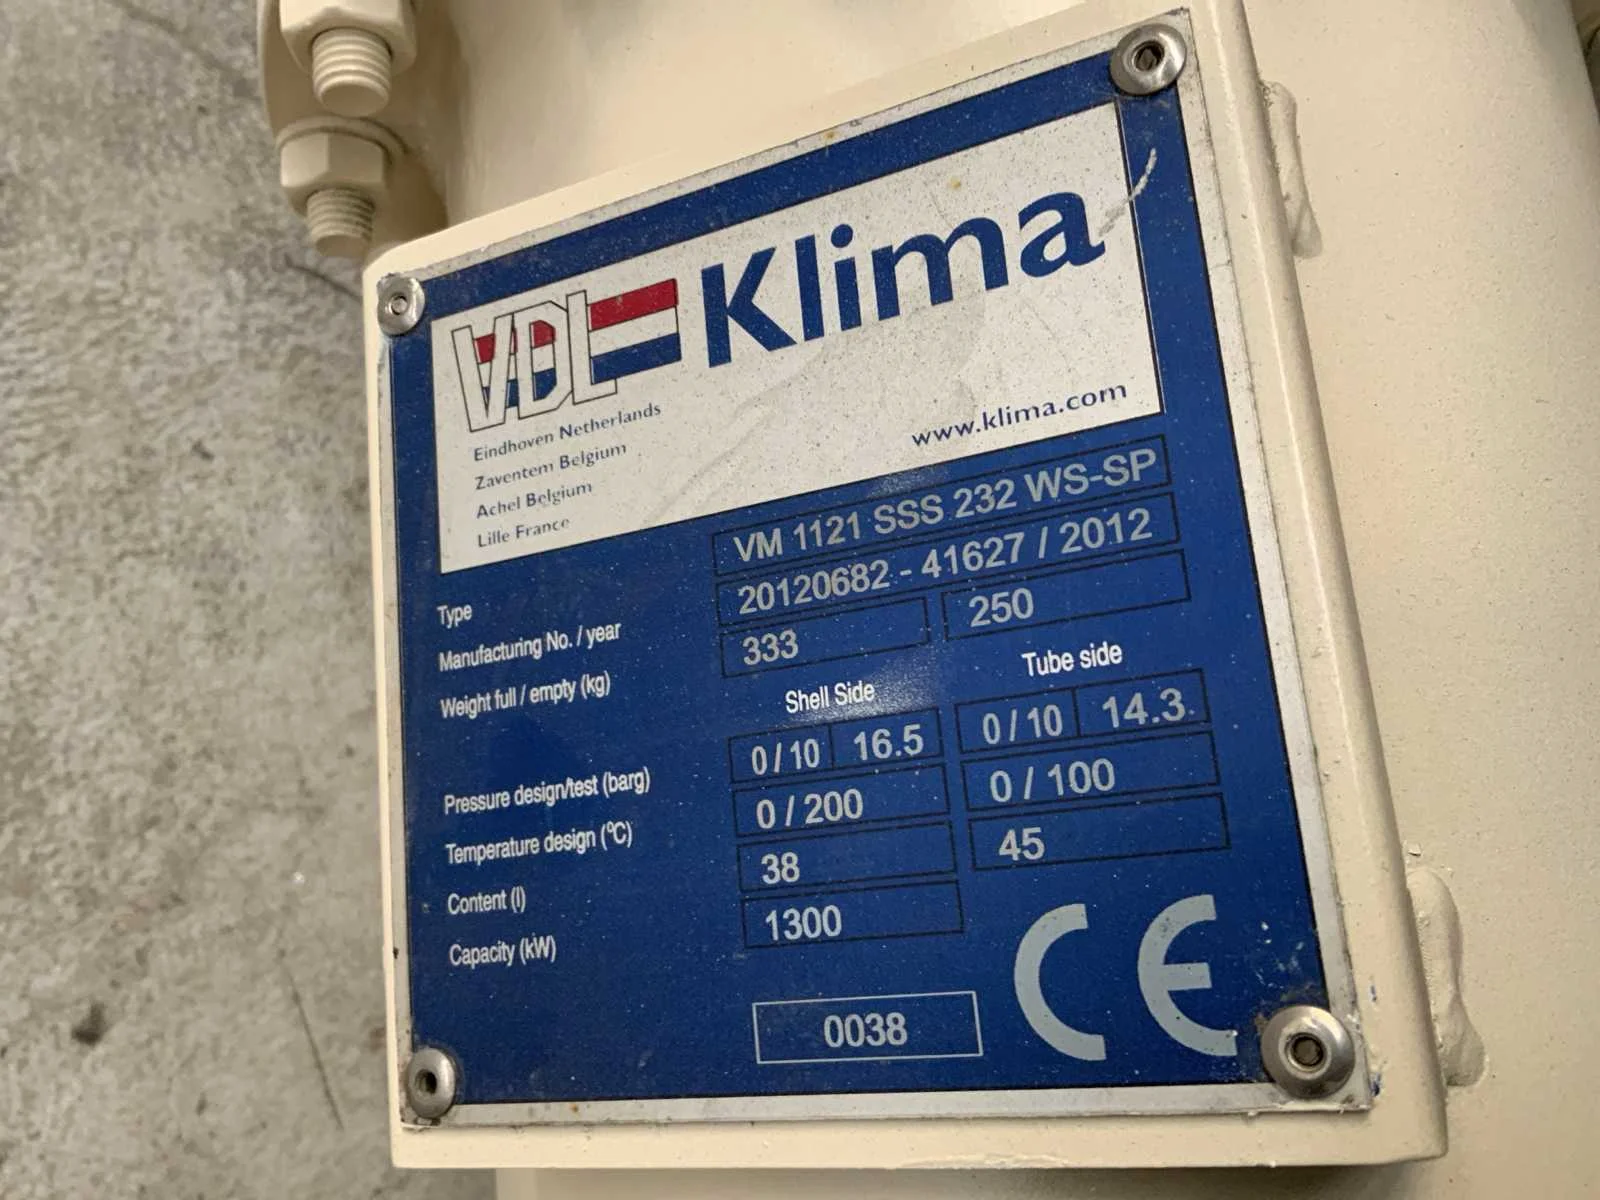 VDL Klima
Eindhoven Netherlands
Zaventem Belgium
Achel Belgium
Lille France
www.klima.com
Type VM 1121 SSS 232 WS-SP
Manufacturing No. / year 20120682 - 41627 / 2012
Weight full / empty (kg) 333 250
Shell Side Tube side
Pressure design/test (barg) 0 / 10 16.5 0 / 10 14.3
Temperature design (°C) 0 / 200 0 / 100
Content (l) 38 45
Capacity (kW) 1300
0038 CE